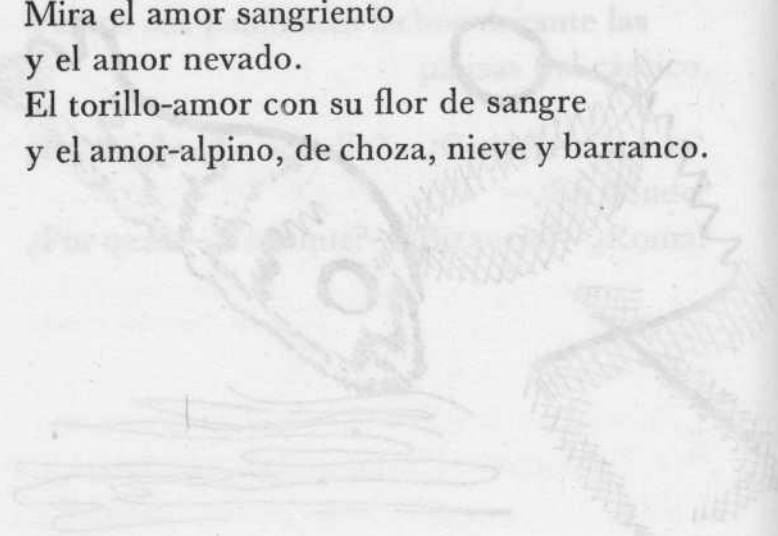 Mira el amor sangriento
y el amor nevado.
El torillo-amor con su flor de sangre
y el amor-alpino, de choza, nieve y barranco.